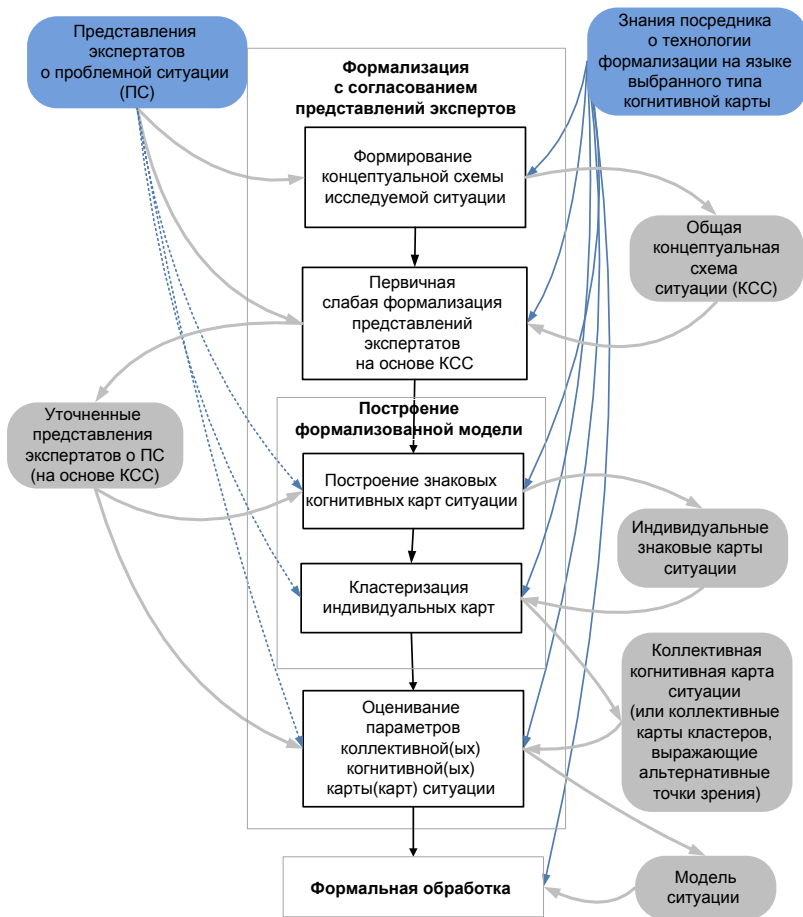 Представления
экспертатов
о проблемной ситуации
(ПС)
Знания посредника
о технологии
формализации на языке
выбранного типа
когнитивной карты
Формализация
с согласованием
представлений экспертов
Формирование
концептуальной схемы
исследуемой ситуации
Общая
концептуальная
схема
ситуации (КСС)
Первичная
слабая формализация
представлений
экспертатов
на основе КСС
Уточненные
представления
экспертатов о ПС
(на основе КСС)
Построение
формализованной модели
Построение знаковых
когнитивных карт ситуации
Индивидуальные
знаковые карты
ситуации
Кластеризация
индивидуальных карт
Коллективная
когнитивная карта
ситуации
(или коллективные
карты кластеров,
выражающие
альтернативные
точки зрения)
Оценивание
параметров
коллективной(ых)
когнитивной(ых)
карты(карт) ситуации
Модель
ситуации
Формальная обработка